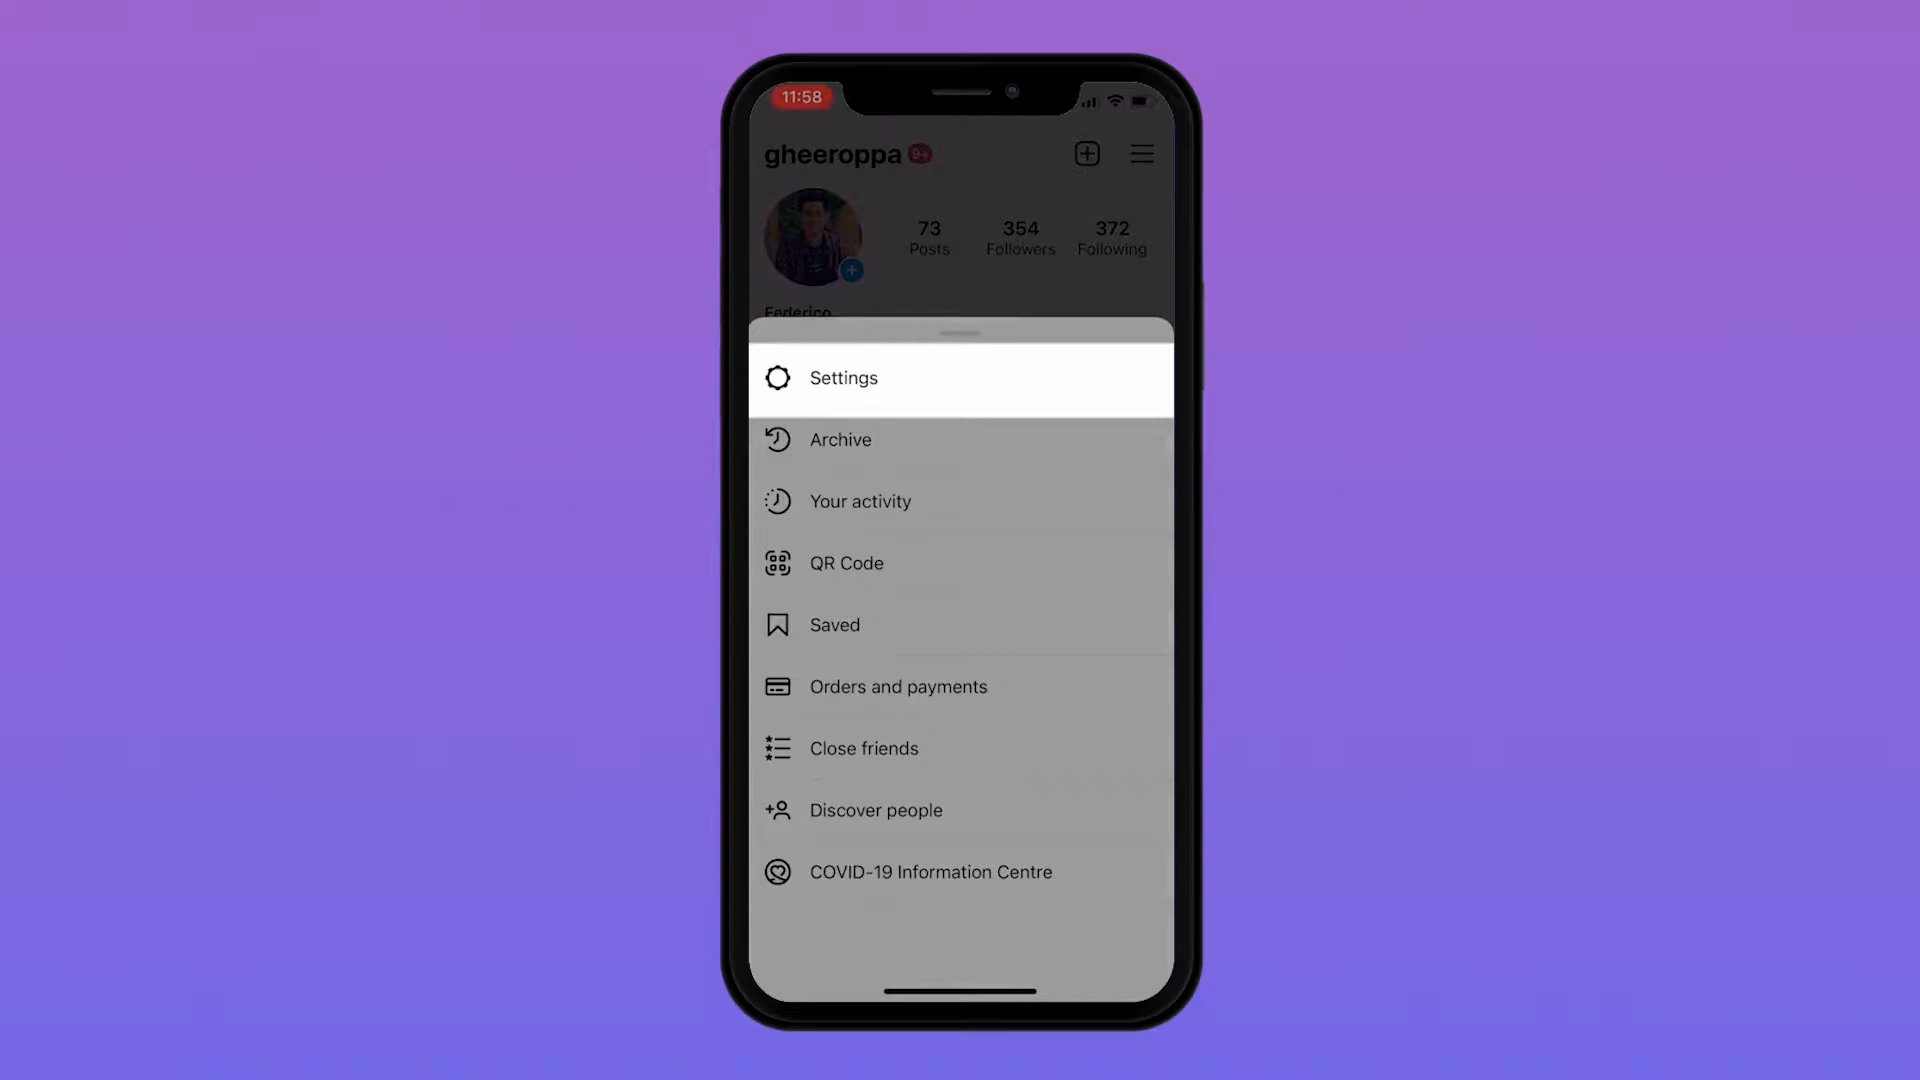 11:58
gheeroppa 9+
73 354 372
Posts Followers Following
Federico
Settings
Archive
Your activity
QR Code
Saved
Orders and payments
Close friends
Discover people
COVID-19 Information Centre